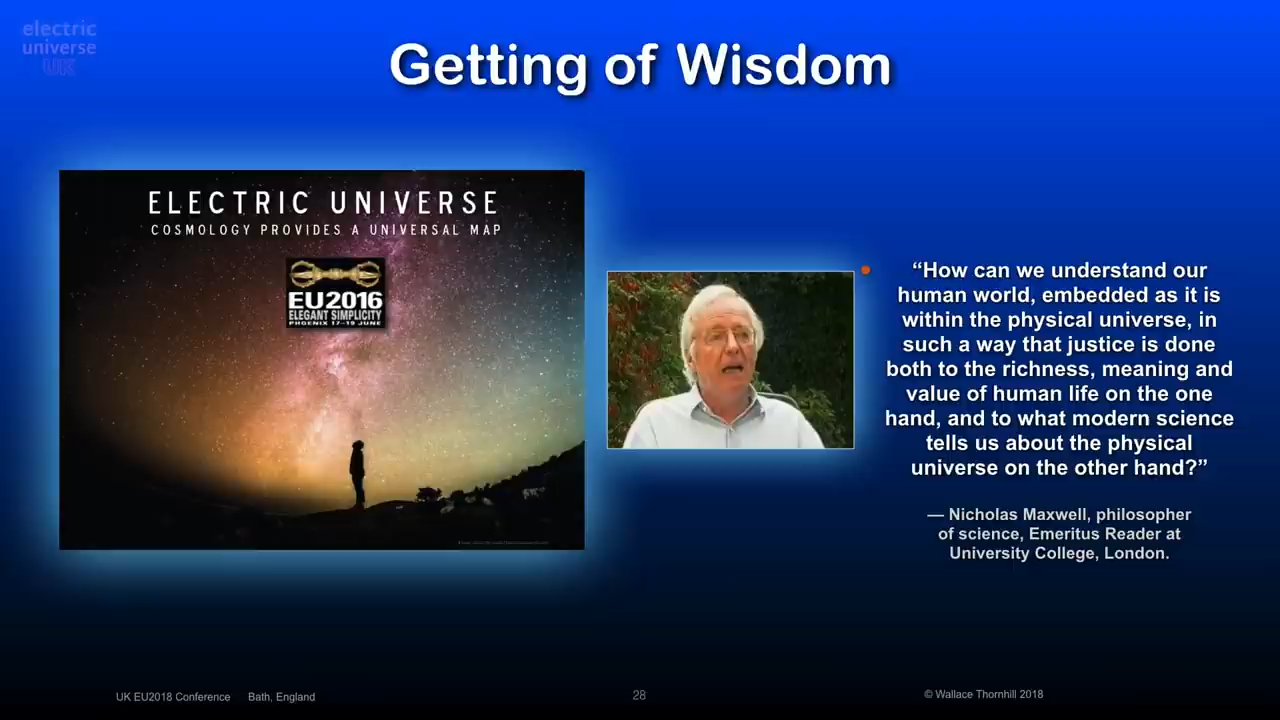 electric
universe
UK
Getting of Wisdom
ELECTRIC UNIVERSE
COSMOLOGY PROVIDES A UNIVERSAL MAP
EU2016
ELEGANT SIMPLICITY
PHOENIX 17–19 JUNE
“How can we understand our
human world, embedded as it is
within the physical universe, in
such a way that justice is done
both to the richness, meaning and
value of human life on the one
hand, and to what modern science
tells us about the physical
universe on the other hand?”
— Nicholas Maxwell, philosopher
of science, Emeritus Reader at
University College, London.
UK EU2018 Conference Bath, England
28
© Wallace Thornhill 2018